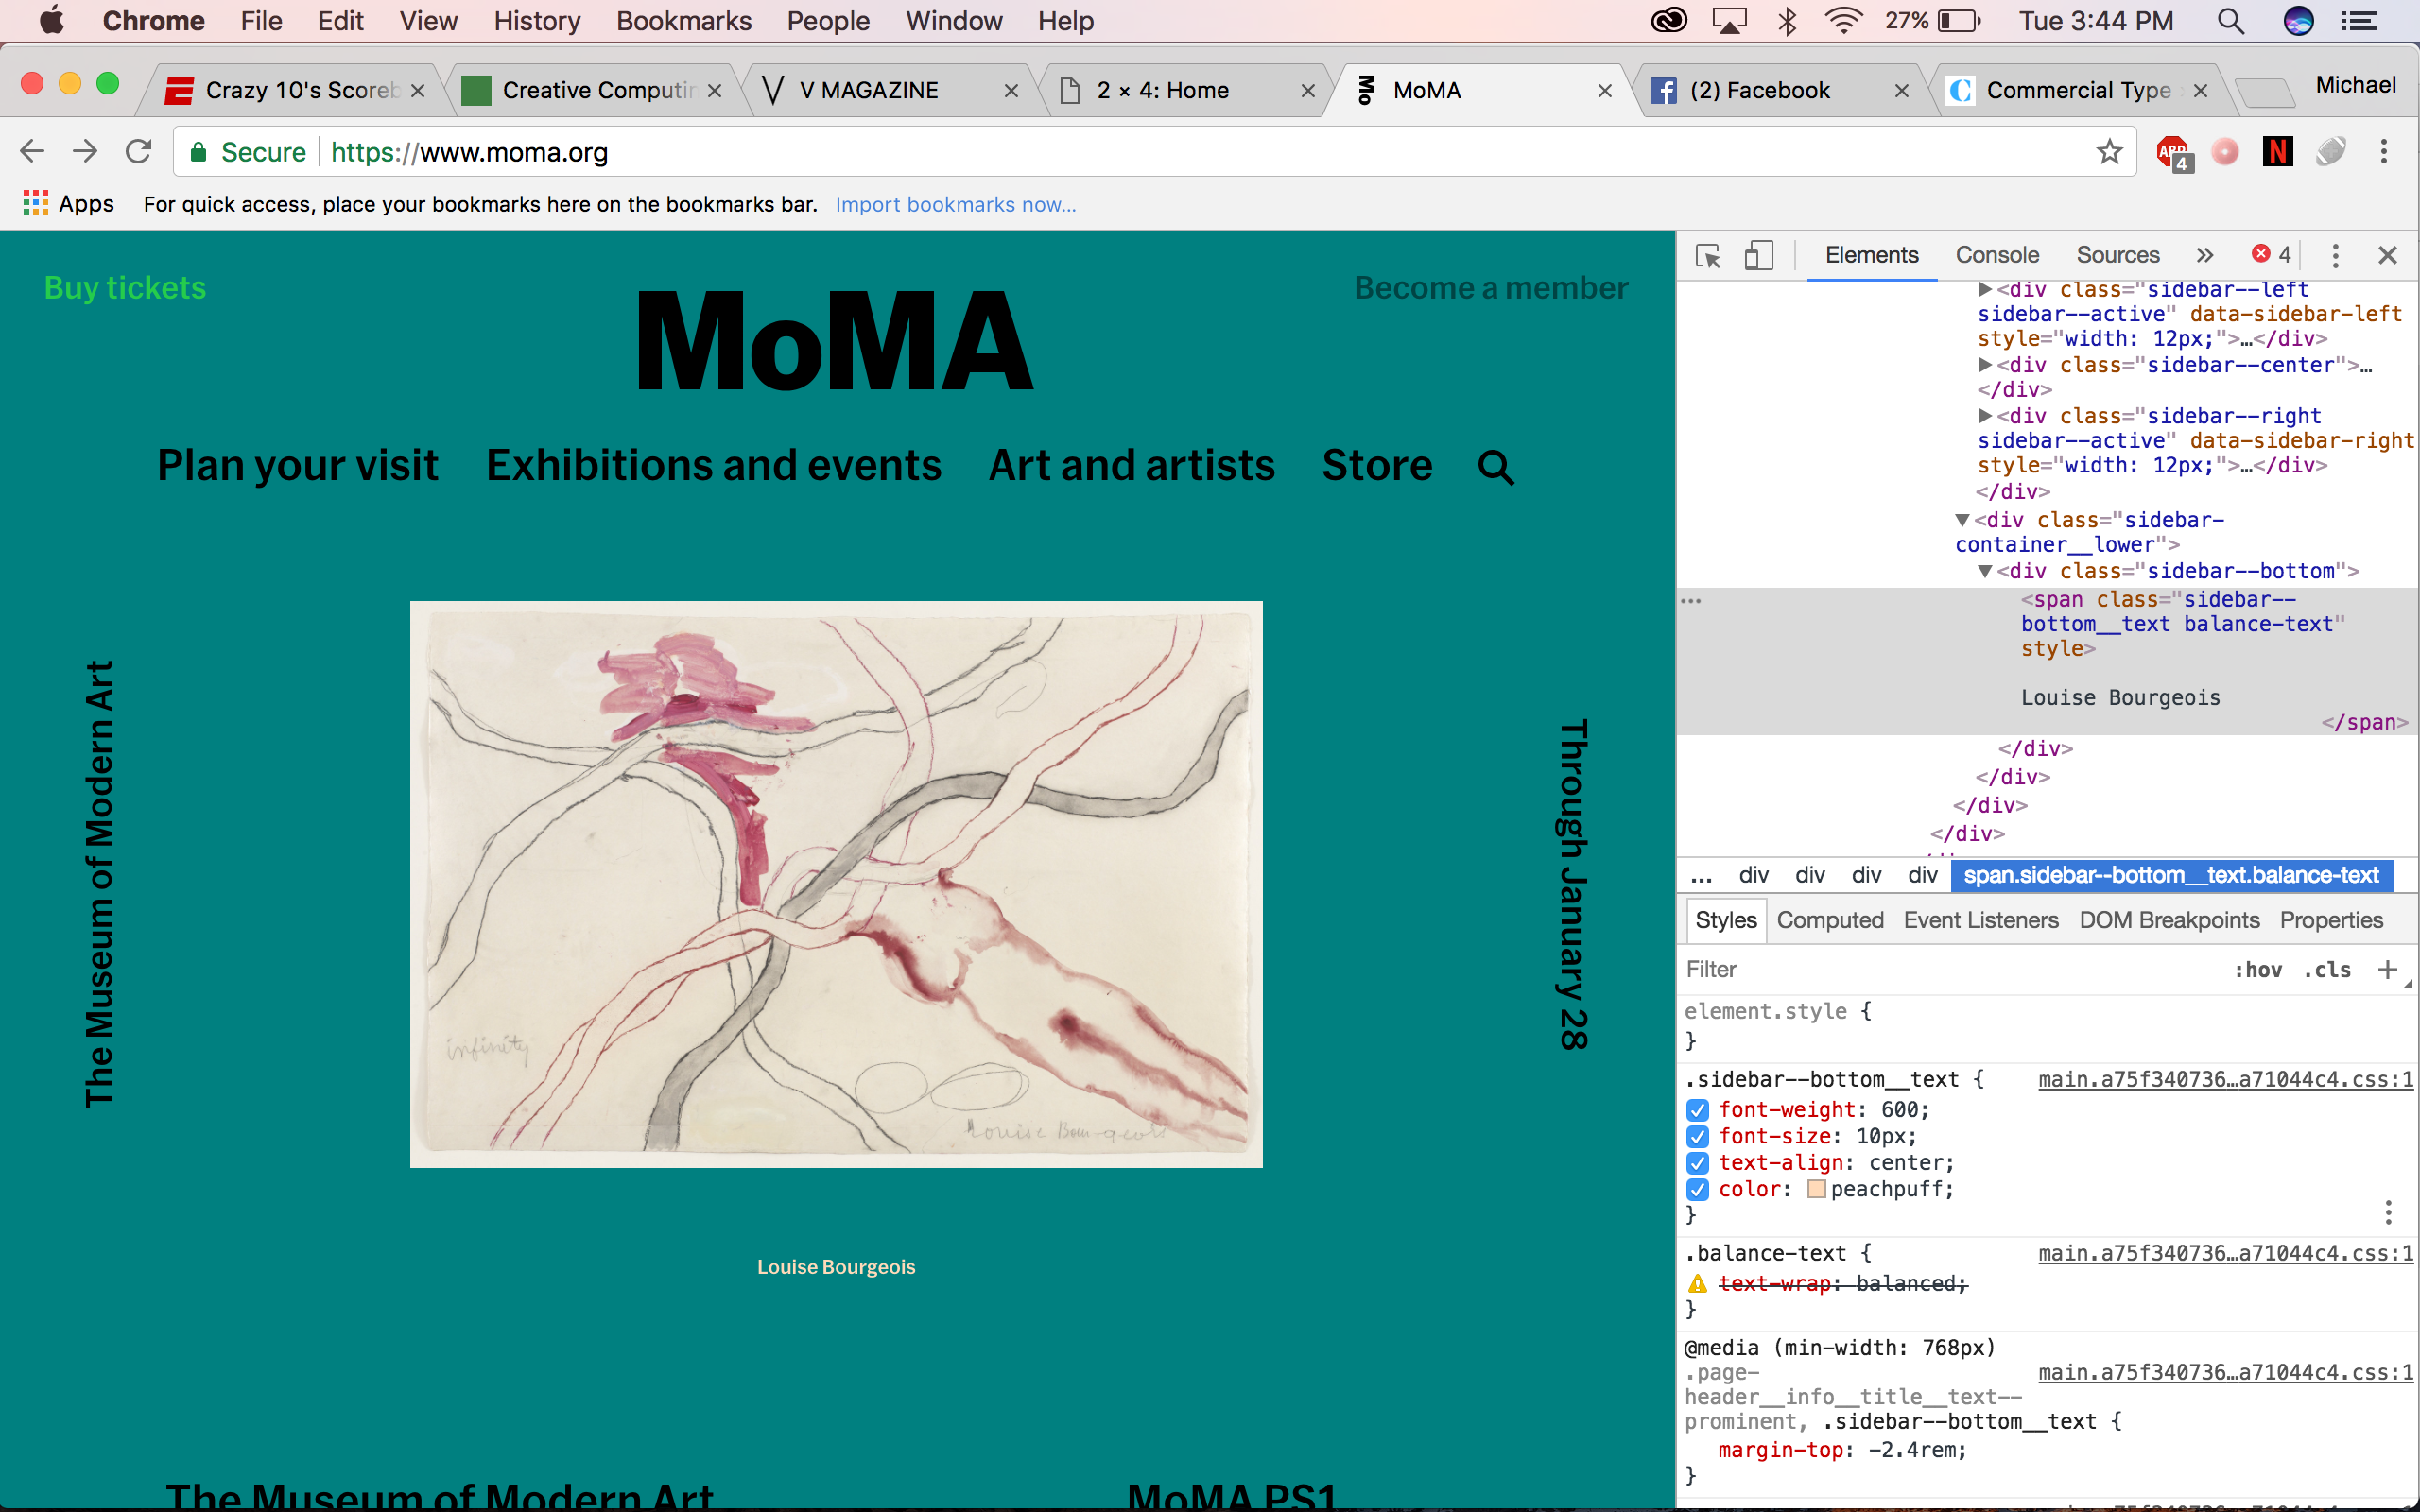 Chrome File Edit View History Bookmarks People Window Help 27% Tue 3:44 PM
Crazy 10's Scoreb Creative Computin V MAGAZINE 2 × 4: Home MoMA (2) Facebook Commercial Type Michael
Secure https://www.moma.org ABP 4 N
Apps For quick access, place your bookmarks here on the bookmarks bar. Import bookmarks now...
Buy tickets
Become a member
MoMA
Plan your visit Exhibitions and events Art and artists Store
The Museum of Modern Art
infinity
Louise Bourgeois
Through January 28
Louise Bourgeois
The Museum of Modern Art MoMA PS1
Elements Console Sources » 4
<div class="sidebar--left
sidebar--active" data-sidebar-left
style="width: 12px;">…</div>
<div class="sidebar--center">…
</div>
<div class="sidebar--right
sidebar--active" data-sidebar-right
style="width: 12px;">…</div>
</div>
<div class="sidebar-
container__lower">
<div class="sidebar--bottom">
<span class="sidebar--
bottom__text balance-text"
style>
Louise Bourgeois
</span>
</div>
</div>
</div>
</div>
... div div div div span.sidebar--bottom__text.balance-text
Styles Computed Event Listeners DOM Breakpoints Properties
Filter :hov .cls +
element.style {
}
.sidebar--bottom__text { main.a75f340736…a71044c4.css:1
font-weight: 600;
font-size: 10px;
text-align: center;
color: peachpuff;
}
.balance-text { main.a75f340736…a71044c4.css:1
text-wrap: balanced;
}
@media (min-width: 768px)
.page- main.a75f340736…a71044c4.css:1
header__info__title__text--
prominent, .sidebar--bottom__text {
margin-top: -2.4rem;
}